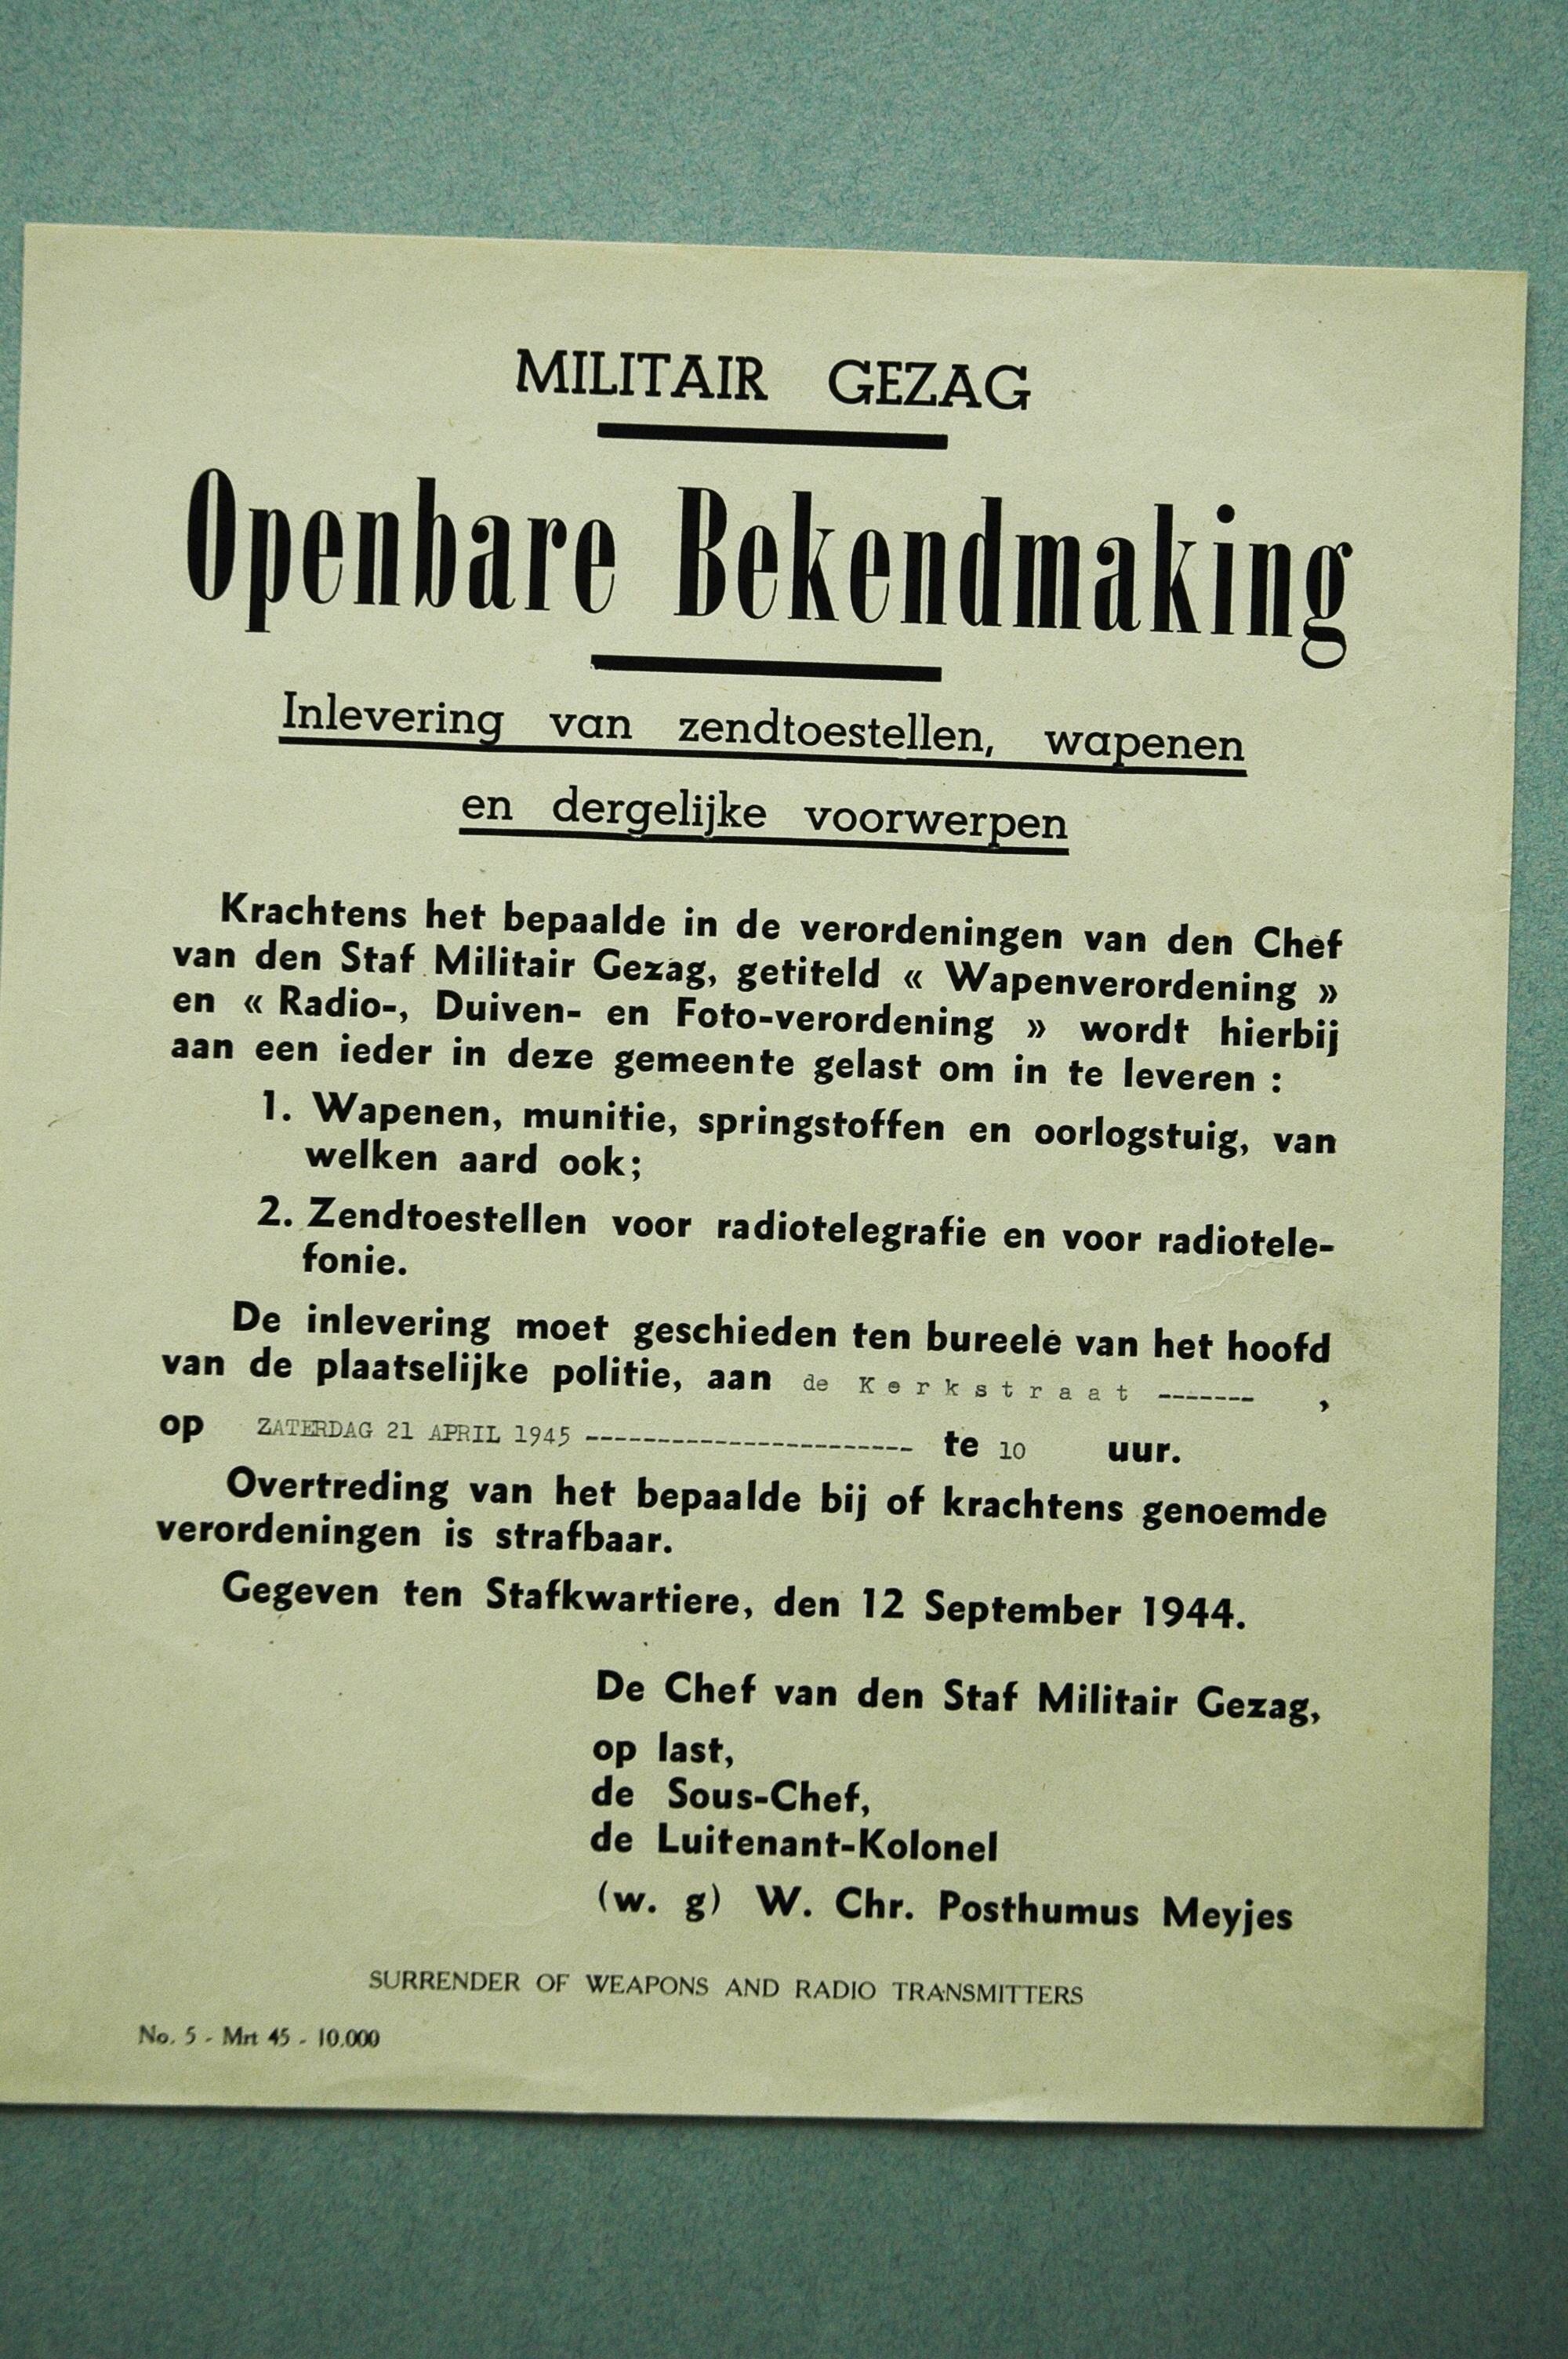 MILITAIR GEZAG
Openbare Bekendmaking
Inlevering van zendtoestellen, wapenen
en dergelijke voorwerpen
Krachtens het bepaalde in de verordeningen van den Chef
van den Staf Militair Gezag, getiteld « Wapenverordening »
en « Radio-, Duiven- en Foto-verordening » wordt hierbij
aan een ieder in deze gemeente gelast om in te leveren :
1. Wapenen, munitie, springstoffen en oorlogstuig, van
welken aard ook;
2. Zendtoestellen voor radiotelegrafie en voor radiotele-
fonie.
De inlevering moet geschieden ten bureele van het hoofd
van de plaatselijke politie, aan de Kerkstraat ------- ,
op ZATERDAG 21 APRIL 1945 ----------------------- te 10 uur.
Overtreding van het bepaalde bij of krachtens genoemde
verordeningen is strafbaar.
Gegeven ten Stafkwartiere, den 12 September 1944.
De Chef van den Staf Militair Gezag,
op last,
de Sous-Chef,
de Luitenant-Kolonel
(w. g) W. Chr. Posthumus Meyjes
SURRENDER OF WEAPONS AND RADIO TRANSMITTERS
No. 5 - Mrt 45 - 10.000